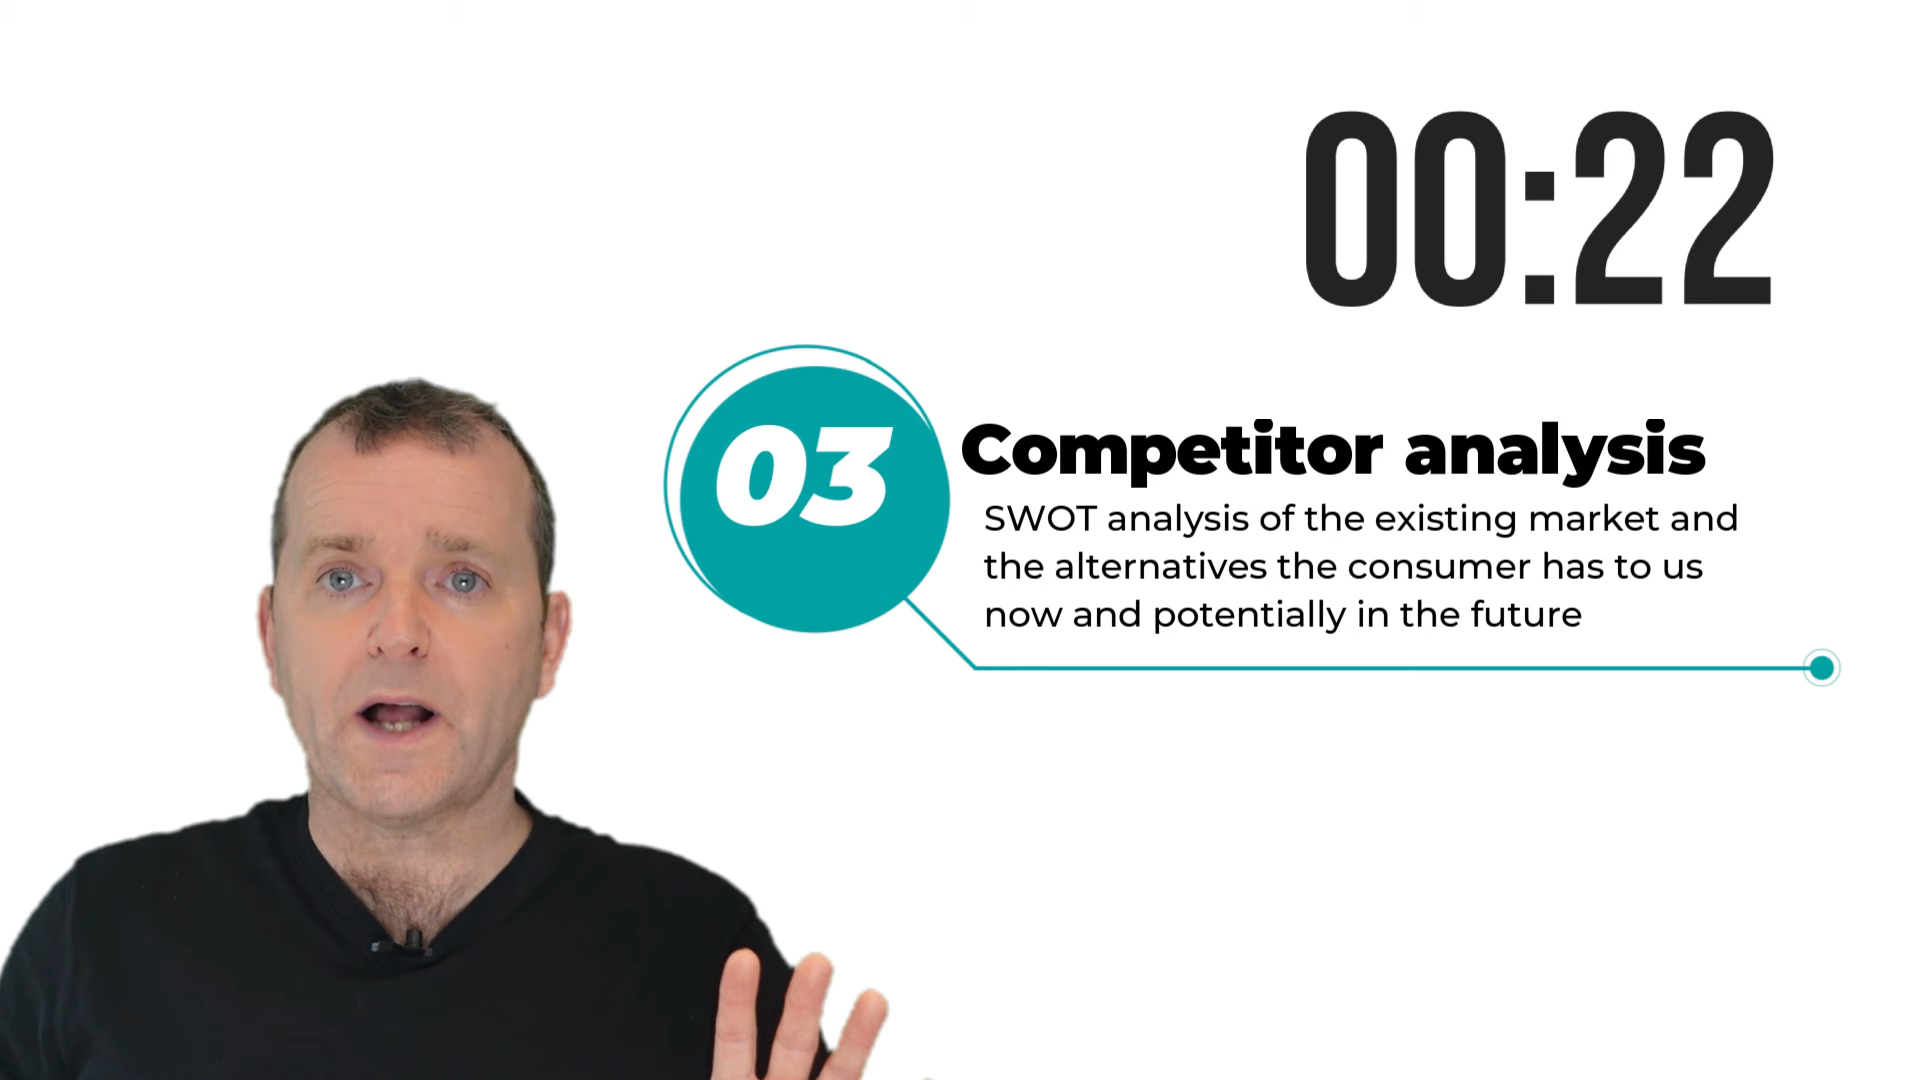 00:22
03
Competitor analysis
SWOT analysis of the existing market and
the alternatives the consumer has to us
now and potentially in the future